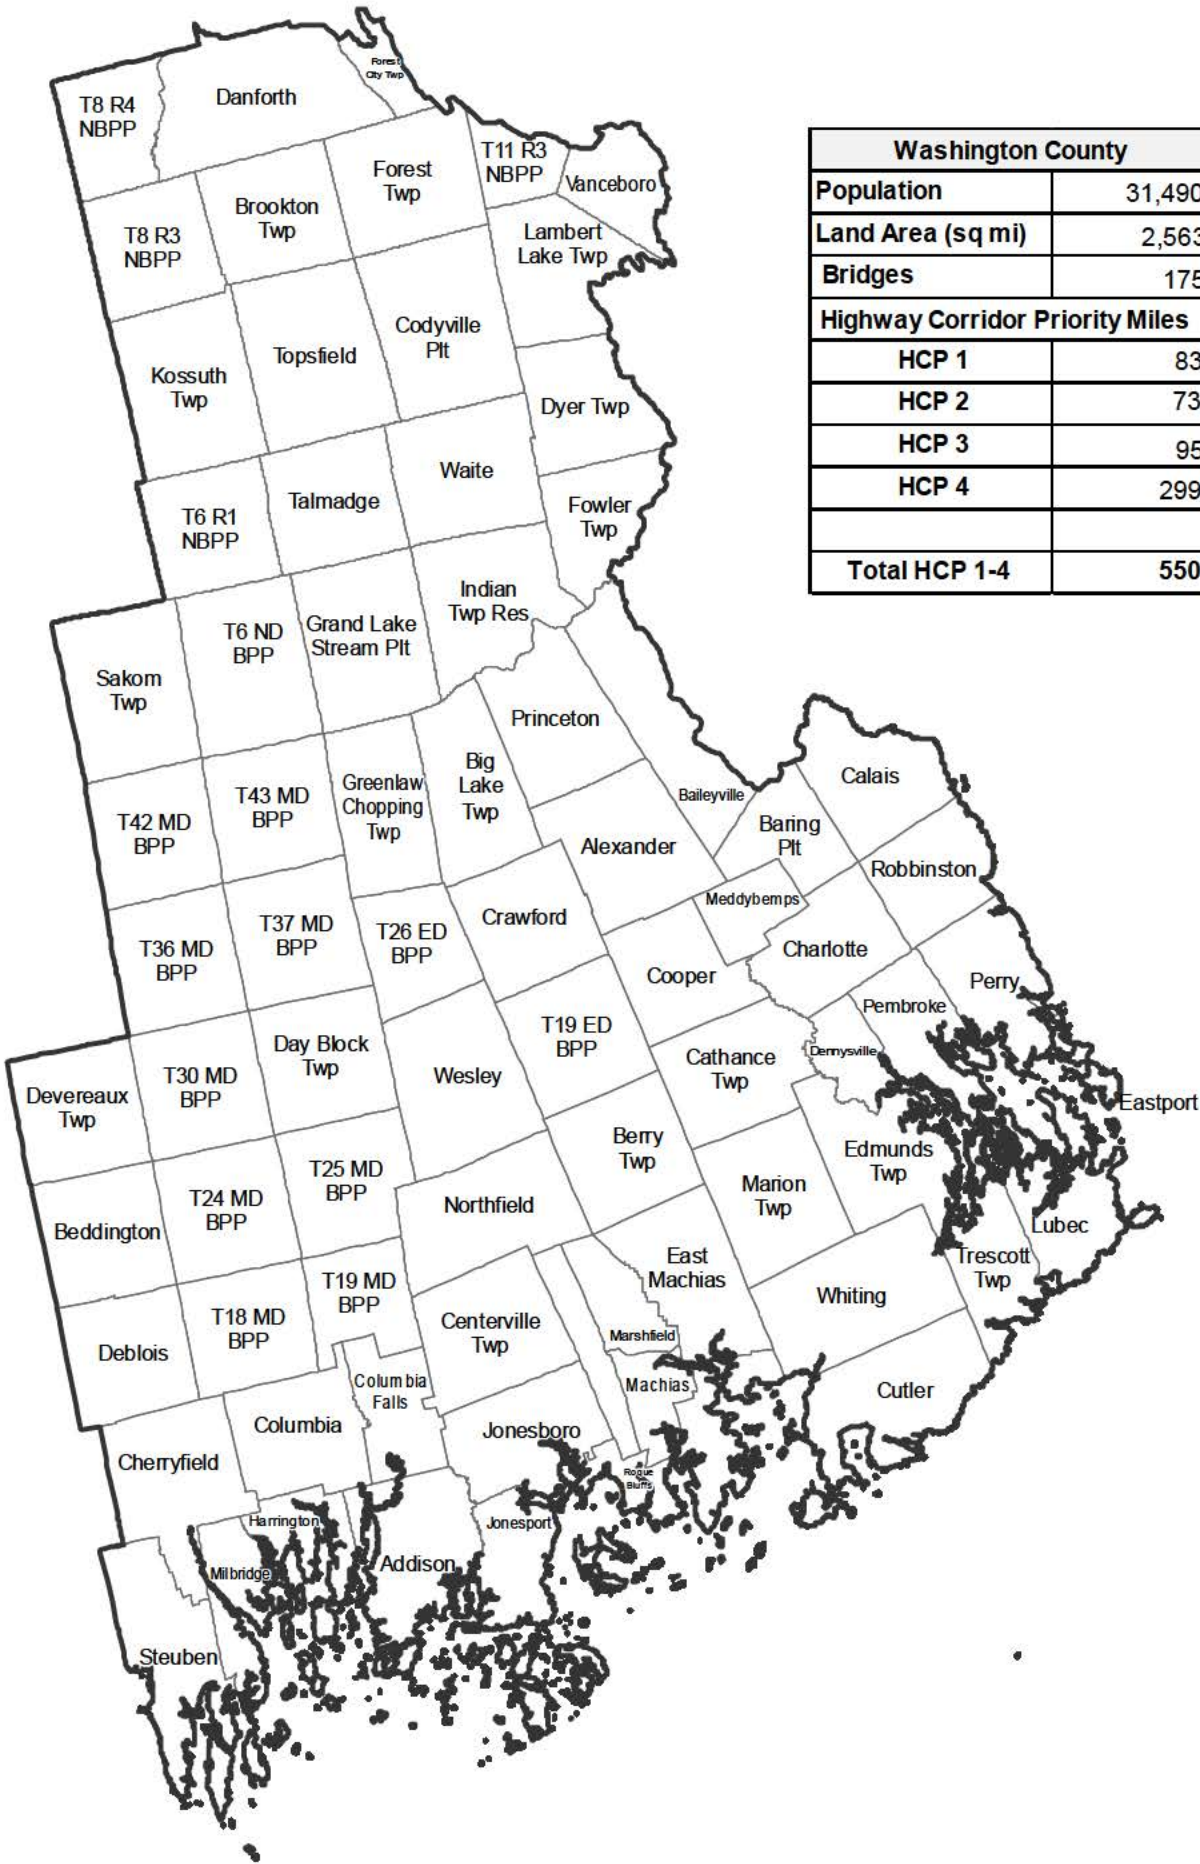 Forest
City Twp
T8 R4
NBPP
Danforth
T11 R3
NBPP
Vanceboro
Forest
Twp
Brookton
Twp
T8 R3
NBPP
Lambert
Lake Twp
Codyville
Plt
Topsfield
Kossuth
Twp
Dyer Twp
Waite
Talmadge
T6 R1
NBPP
Fowler
Twp
Indian
Twp Res
Grand Lake
Stream Plt
T6 ND
BPP
Sakom
Twp
Princeton
Big
Lake
Twp
Greenlaw
Chopping
Twp
T43 MD
BPP
T42 MD
BPP
Baileyville
Calais
Baring
Plt
Alexander
Robbinston
Meddybemps
Crawford
T26 ED
BPP
T37 MD
BPP
T36 MD
BPP
Cooper
Charlotte
Perry
Pembroke
Dennysville
T19 ED
BPP
Cathance
Twp
Wesley
Day Block
Twp
T30 MD
BPP
Devereaux
Twp
Eastport
Edmunds
Twp
Berry
Twp
Marion
Twp
Northfield
T25 MD
BPP
T24 MD
BPP
Beddington
Lubec
Trescott
Twp
Whiting
East
Machias
Marshfield
Centerville
Twp
T19 MD
BPP
T18 MD
BPP
Deblois
Machias
Cutler
Columbia
Falls
Columbia
Jonesboro
Cherryfield
Roque
Bluffs
Harrington
Jonesport
Addison
Milbridge
Steuben
Washington County
Population 31,490
Land Area (sq mi) 2,563
Bridges 175
Highway Corridor Priority Miles
HCP 1 83
HCP 2 73
HCP 3 95
HCP 4 299
Total HCP 1-4 550